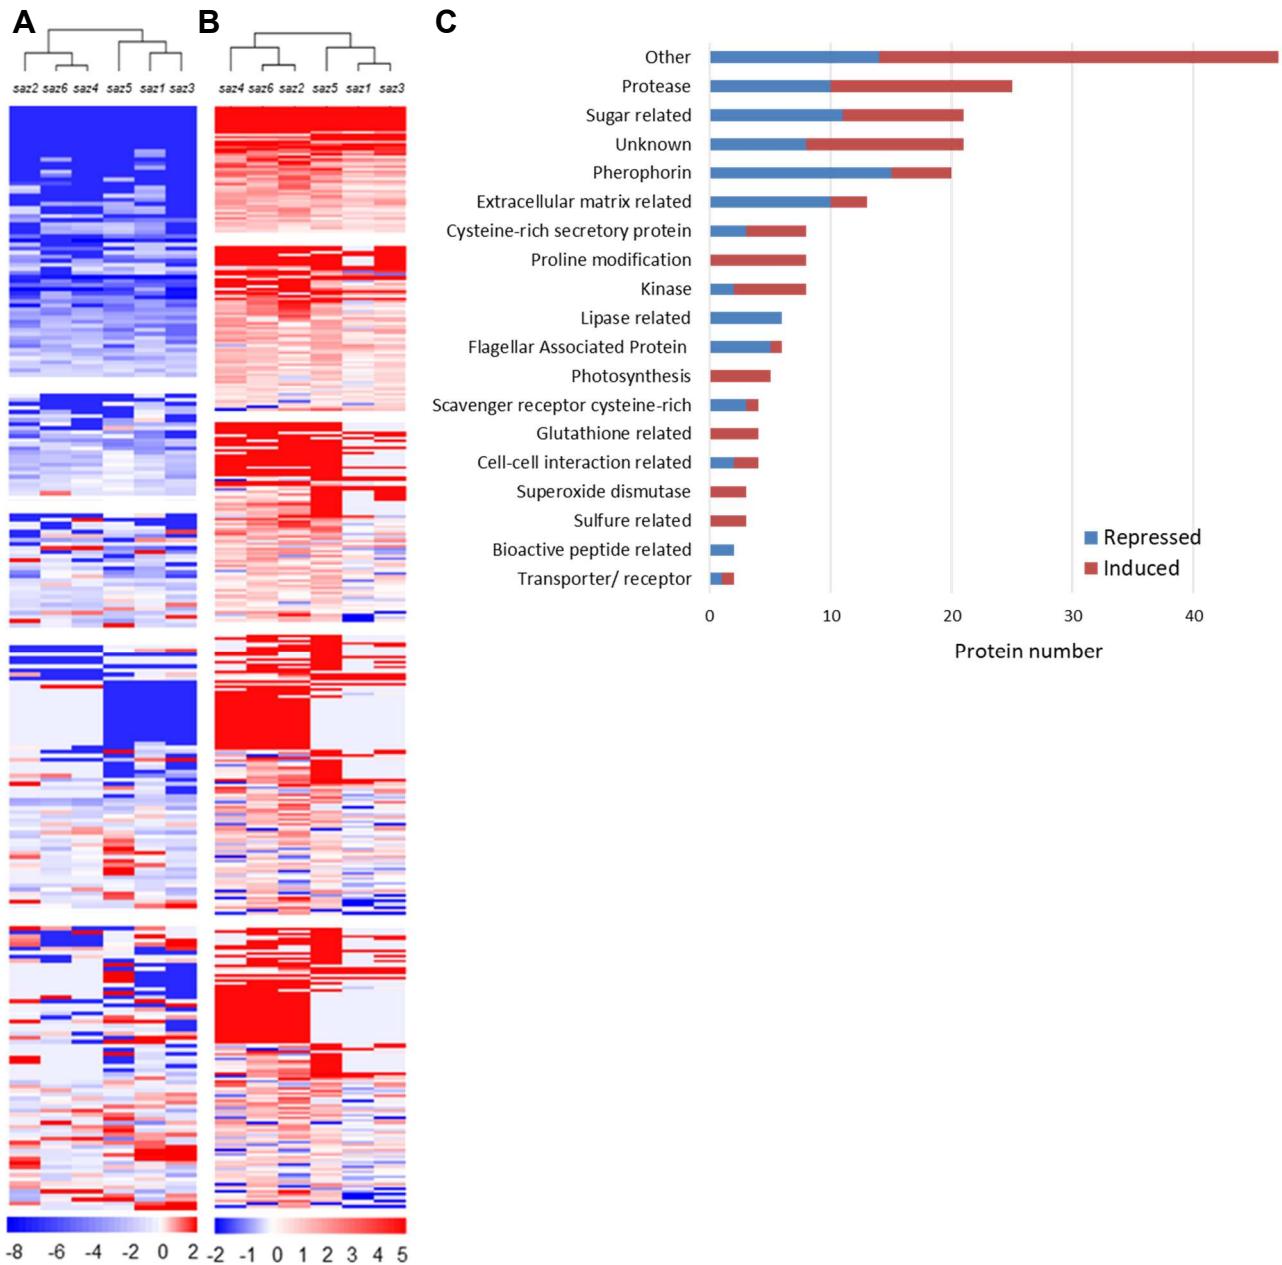 A B C
saz2 saz6 saz4 saz5 saz1 saz3
saz4 saz6 saz2 saz5 saz1 saz3
-8 -6 -4 -2 0 2
-2 -1 0 1 2 3 4 5
Other
Protease
Sugar related
Unknown
Pherophorin
Extracellular matrix related
Cysteine-rich secretory protein
Proline modification
Kinase
Lipase related
Flagellar Associated Protein
Photosynthesis
Scavenger receptor cysteine-rich
Glutathione related
Cell-cell interaction related
Superoxide dismutase
Sulfure related
Bioactive peptide related
Transporter/ receptor
Repressed
Induced
0 10 20 30 40
Protein number